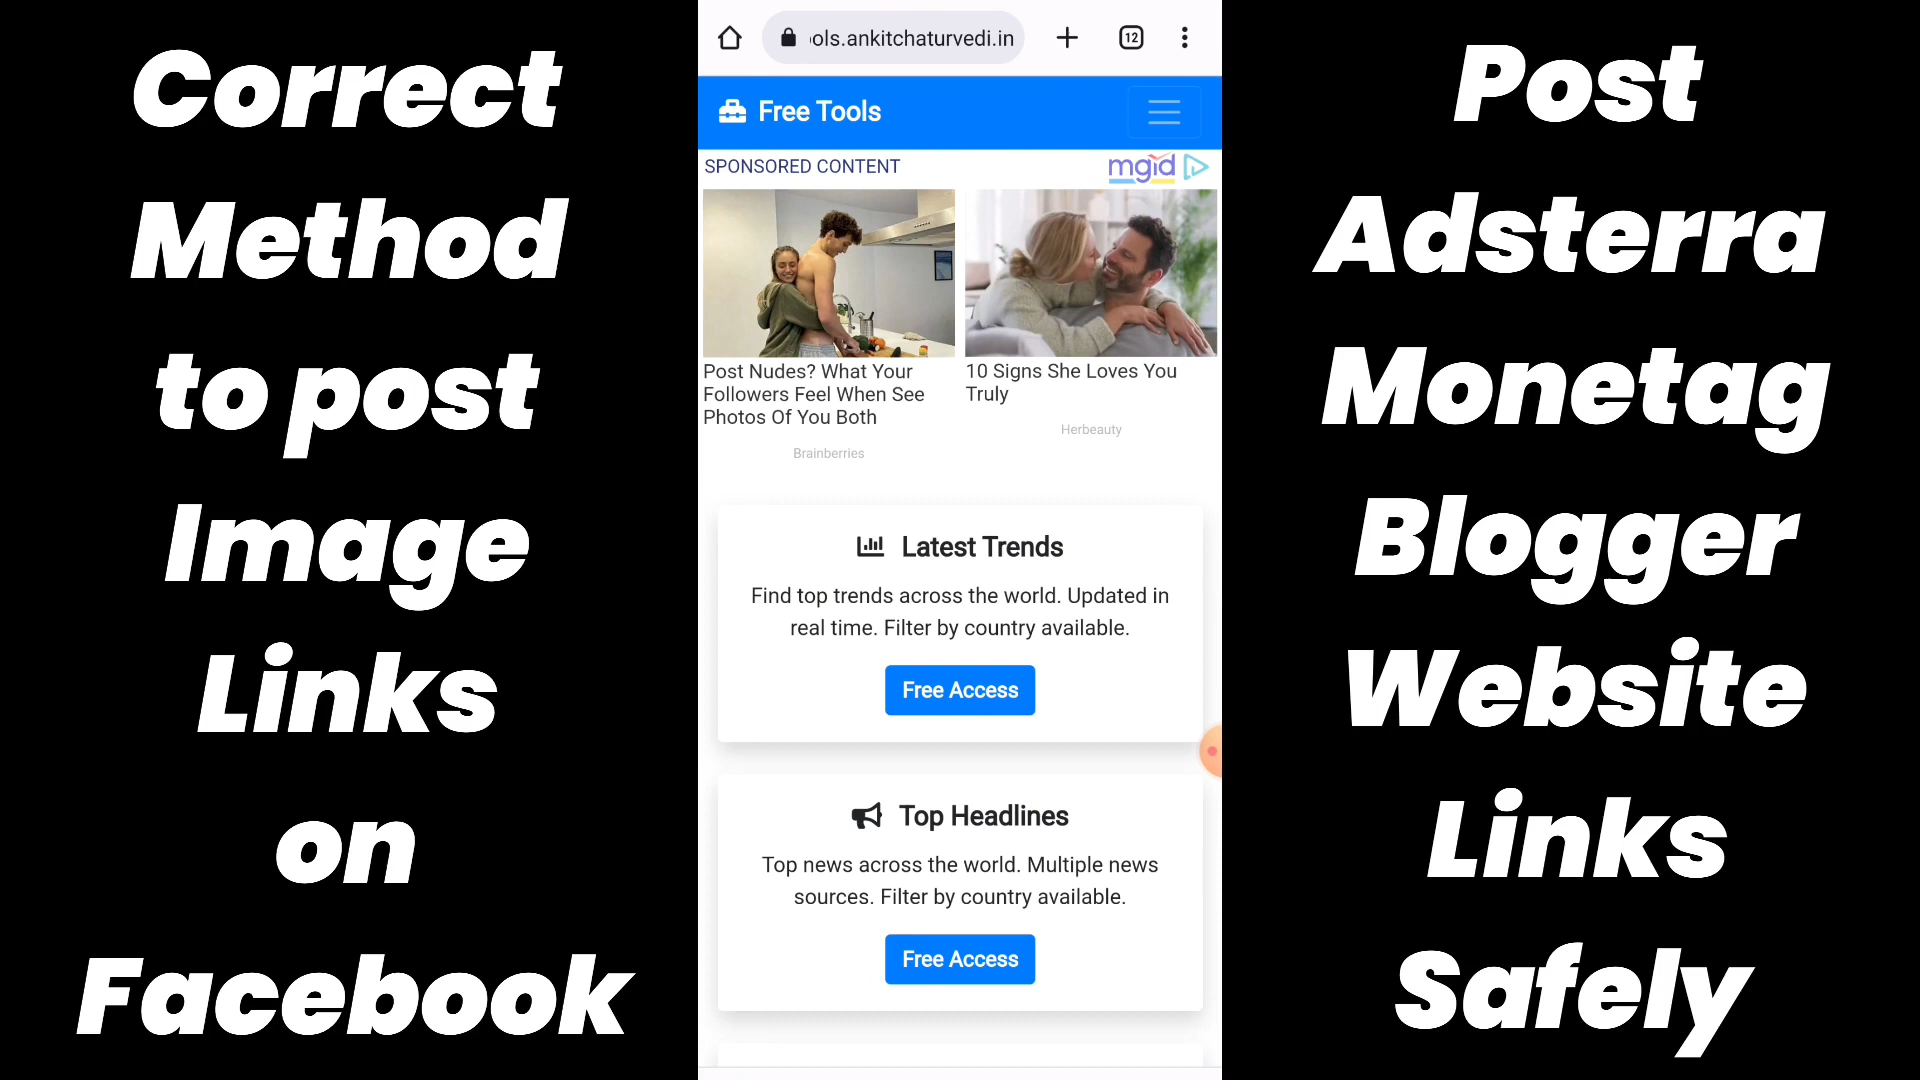 Correct
Method
to post
Image
Links
on
Facebook
ols.ankitchaturvedi.in
12
Free Tools
SPONSORED CONTENT
mgid
Post Nudes? What Your
Followers Feel When See
Photos Of You Both
Brainberries
10 Signs She Loves You
Truly
Herbeauty
Latest Trends
Find top trends across the world. Updated in
real time. Filter by country available.
Free Access
Top Headlines
Top news across the world. Multiple news
sources. Filter by country available.
Free Access
Post
Adsterra
Monetag
Blogger
Website
Links
Safely